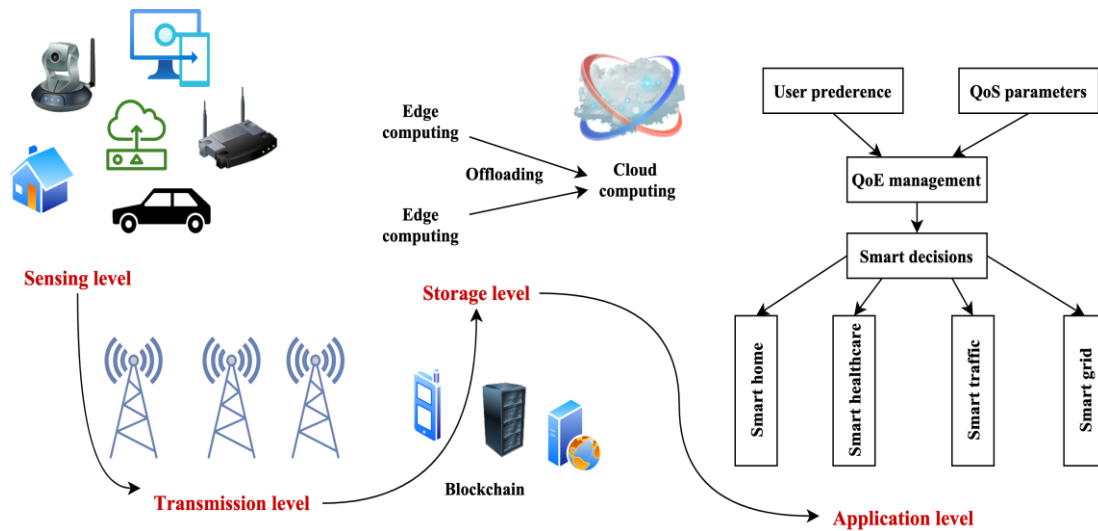 Edge
computing
Offloading
Edge
computing
Cloud
computing
User prederence
QoS parameters
QoE management
Smart decisions
Smart home
Smart healthcare
Smart traffic
Smart grid
Sensing level
Storage level
Blockchain
Transmission level
Application level